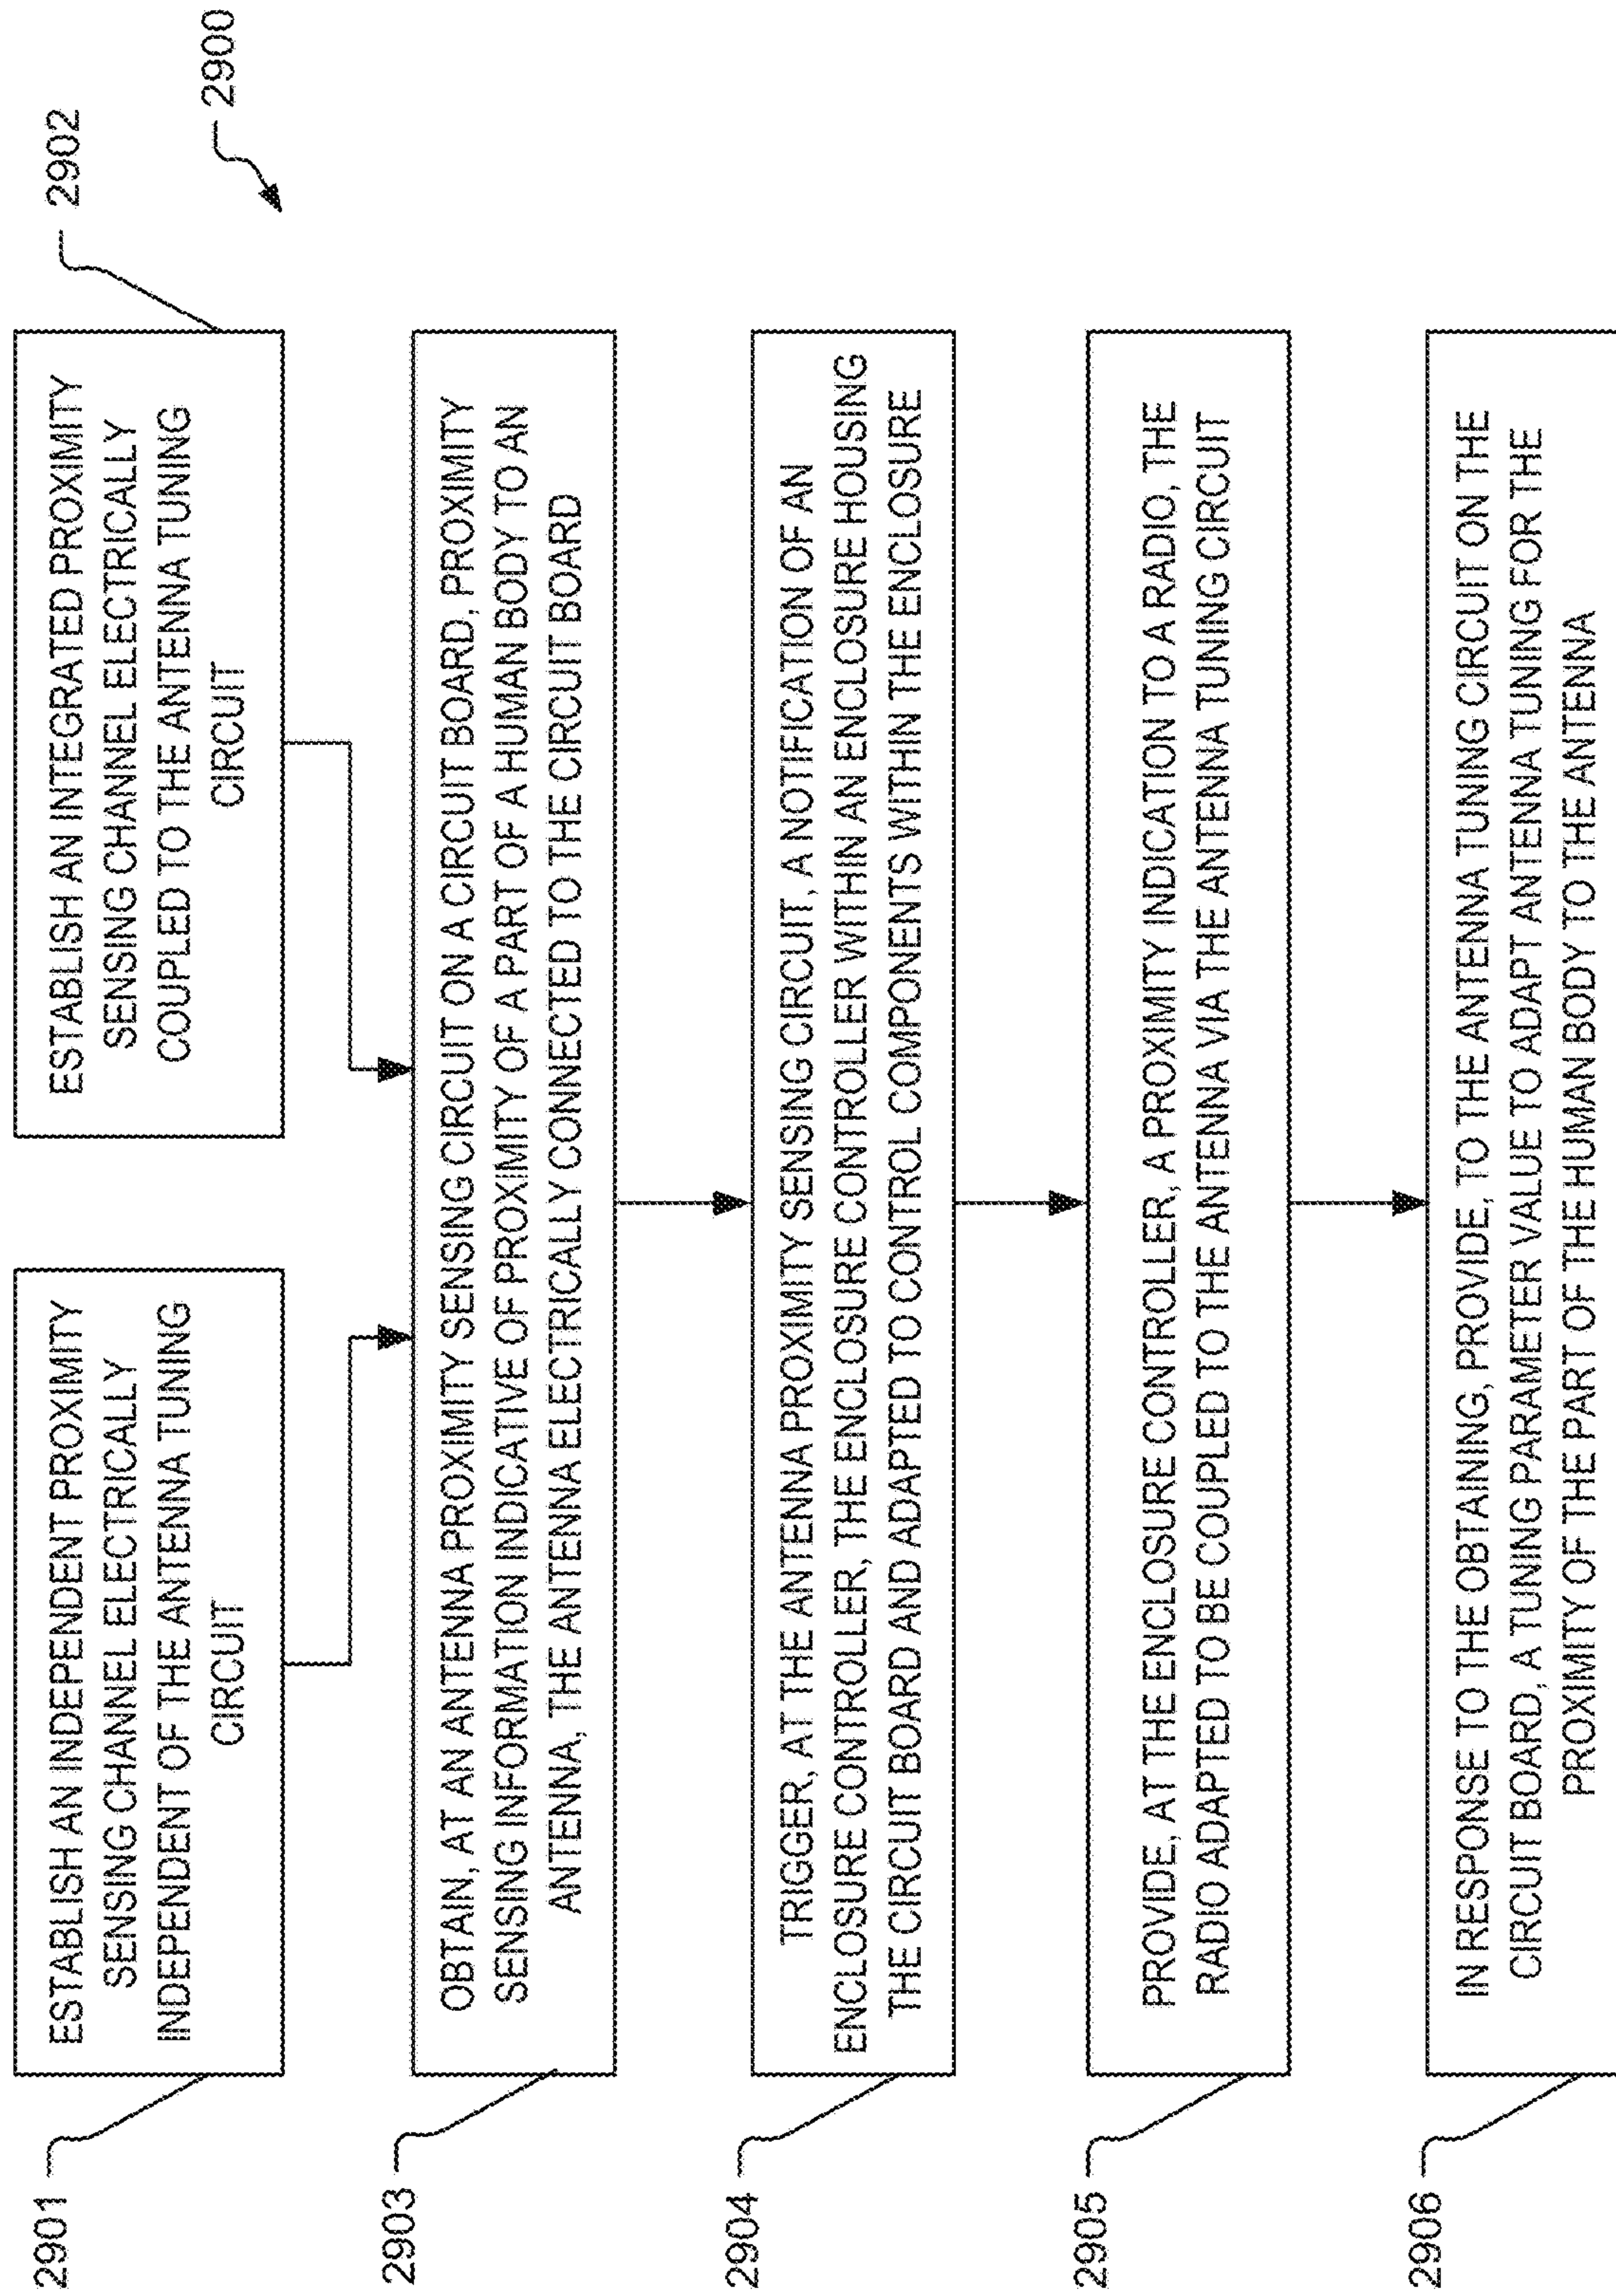 2900
2901
ESTABLISH AN INDEPENDENT PROXIMITY
SENSING CHANNEL ELECTRICALLY
INDEPENDENT OF THE ANTENNA TUNING
CIRCUIT
2902
ESTABLISH AN INTEGRATED PROXIMITY
SENSING CHANNEL ELECTRICALLY
COUPLED TO THE ANTENNA TUNING
CIRCUIT
2903
OBTAIN, AT AN ANTENNA PROXIMITY SENSING CIRCUIT ON A CIRCUIT BOARD, PROXIMITY
SENSING INFORMATION INDICATIVE OF PROXIMITY OF A PART OF A HUMAN BODY TO AN
ANTENNA, THE ANTENNA ELECTRICALLY CONNECTED TO THE CIRCUIT BOARD
2904
TRIGGER, AT THE ANTENNA PROXIMITY SENSING CIRCUIT, A NOTIFICATION OF AN
ENCLOSURE CONTROLLER, THE ENCLOSURE CONTROLLER WITHIN AN ENCLOSURE HOUSING
THE CIRCUIT BOARD AND ADAPTED TO CONTROL COMPONENTS WITHIN THE ENCLOSURE
2905
PROVIDE, AT THE ENCLOSURE CONTROLLER, A PROXIMITY INDICATION TO A RADIO, THE
RADIO ADAPTED TO BE COUPLED TO THE ANTENNA VIA THE ANTENNA TUNING CIRCUIT
2906
IN RESPONSE TO THE OBTAINING, PROVIDE, TO THE ANTENNA TUNING CIRCUIT ON THE
CIRCUIT BOARD, A TUNING PARAMETER VALUE TO ADAPT ANTENNA TUNING FOR THE
PROXIMITY OF THE PART OF THE HUMAN BODY TO THE ANTENNA